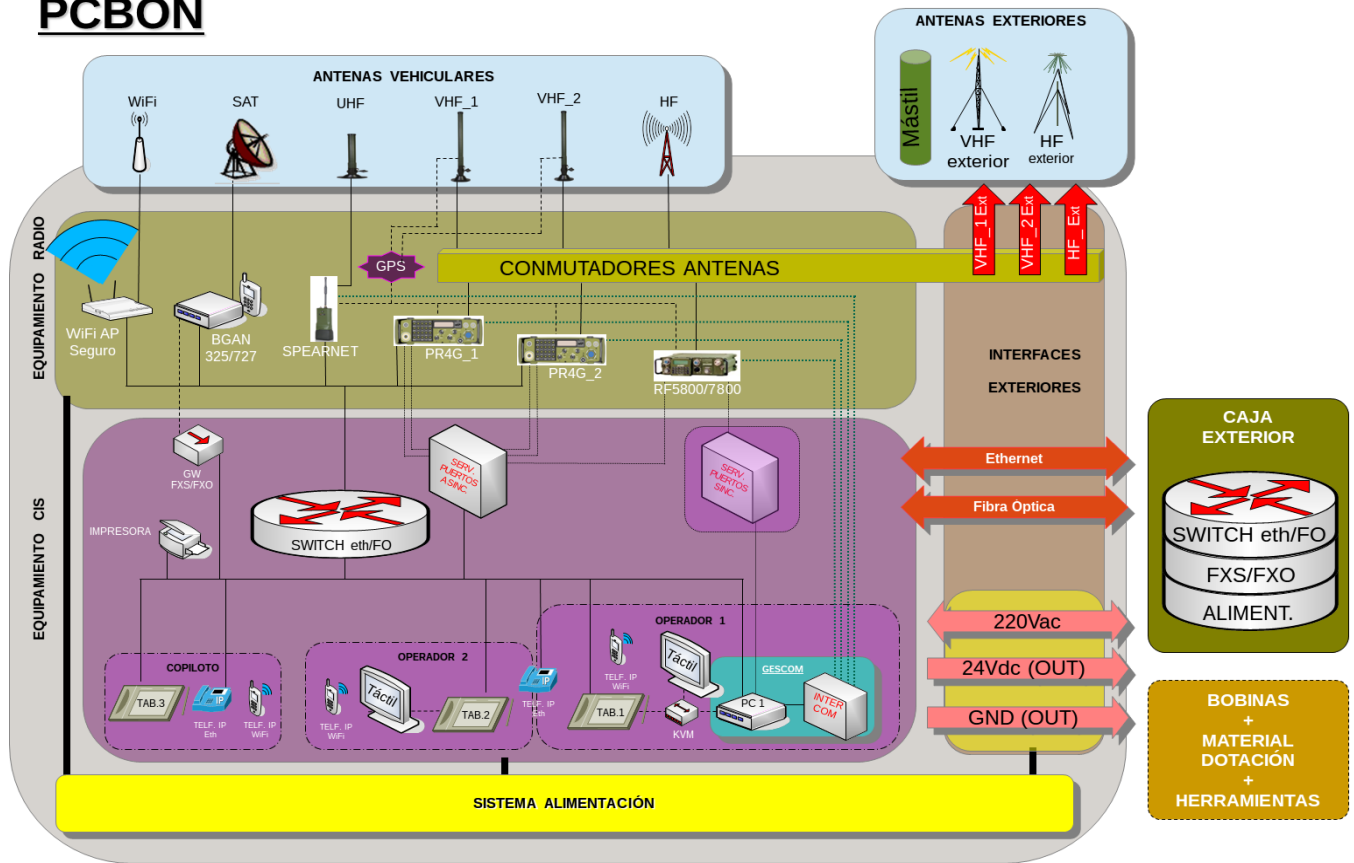 PCBON
ANTENAS EXTERIORES
Mástil
VHF
exterior
HF
exterior
ANTENAS VEHICULARES
WiFi
SAT
UHF
VHF_1
VHF_2
HF
VHF_1 Ext
VHF_2 Ext
HF_ Ext
EQUIPAMIENTO RADIO
GPS
CONMUTADORES ANTENAS
WiFi AP
Seguro
BGAN
325/727
SPEARNET
PR4G_1
PR4G_2
RF5800/7800
INTERFACES
EXTERIORES
EQUIPAMIENTO CIS
GW
FXS/FXO
SERV.
PUERTOS
ASINC.
SERV.
PUERTOS
SINC.
IMPRESORA
SWITCH eth/FO
Ethernet
Fibra Òptica
CAJA
EXTERIOR
SWITCH eth/FO
FXS/FXO
ALIMENT.
COPILOTO
TAB.3
TELF. IP
Eth
TELF. IP
WiFi
OPERADOR 2
TELF. IP
WiFi
Táctil
TAB.2
IP
TELF. IP
Eth
IP
OPERADOR 1
TELF. IP
WiFi
Táctil
TAB.1
KVM
GESCOM
PC 1
INTER
COM
220Vac
24Vdc (OUT)
GND (OUT)
BOBINAS
+
MATERIAL
DOTACIÓN
+
HERRAMIENTAS
SISTEMA ALIMENTACIÓN